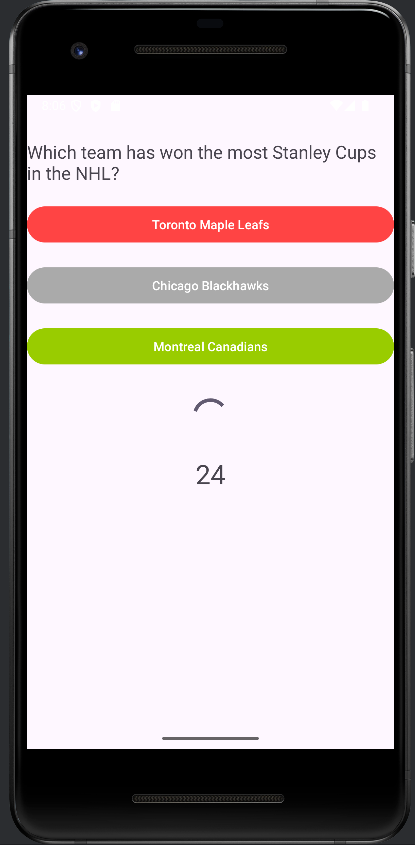 Which team has won the most Stanley Cups
in the NHL?
Toronto Maple Leafs
Chicago Blackhawks
Montreal Canadians
24